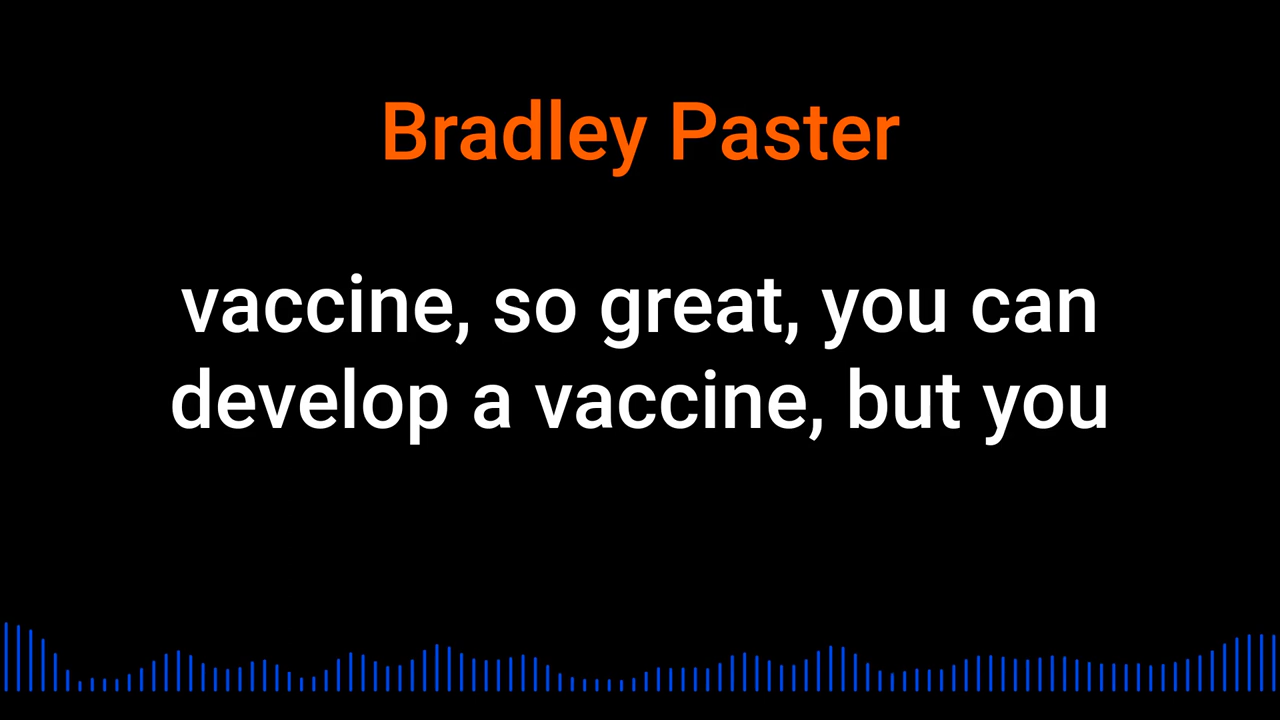 Bradley Paster
vaccine, so great, you can
develop a vaccine, but you